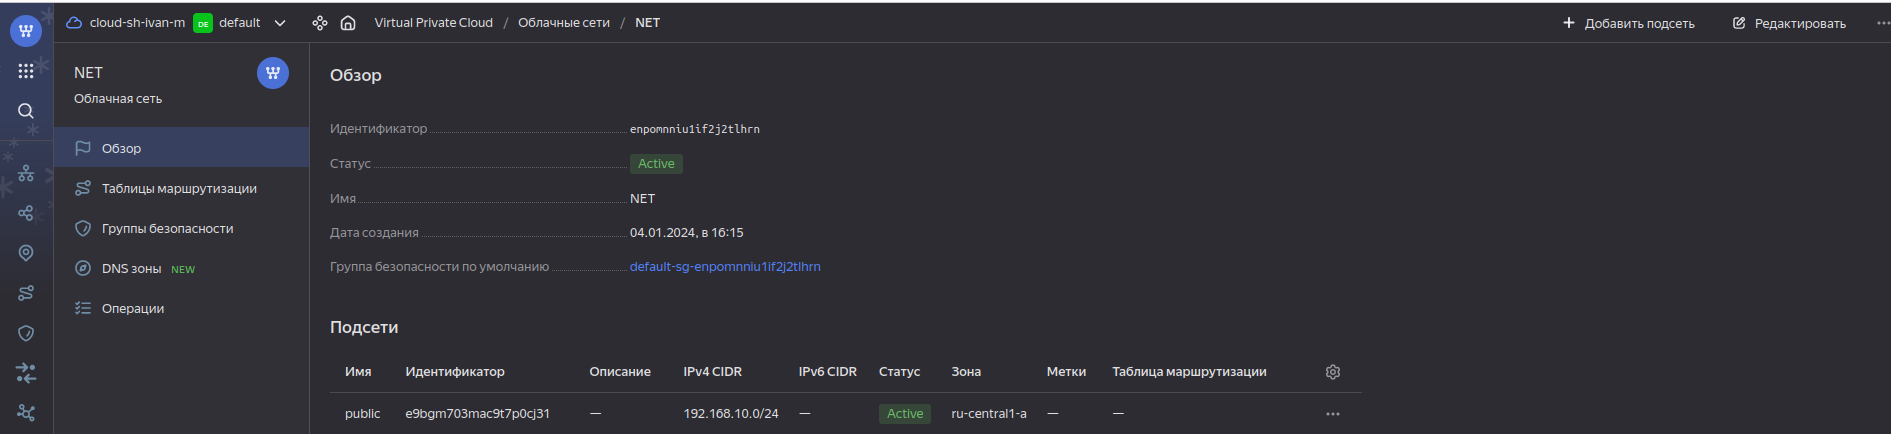 cloud-sh-ivan-m DE default Virtual Private Cloud / Облачные сети / NET Добавить подсеть Редактировать
NET
Облачная сеть
Обзор
Таблицы маршрутизации
Группы безопасности
DNS зоны NEW
Операции
Обзор
Идентификатор enpomnniu1if2j2tlhrn
Статус Active
Имя NET
Дата создания 04.01.2024, в 16:15
Группа безопасности по умолчанию default-sg-enpomnniu1if2j2tlhrn
Подсети
Имя Идентификатор Описание IPv4 CIDR IPv6 CIDR Статус Зона Метки Таблица маршрутизации
public e9bgm703mac9t7p0cj31 — 192.168.10.0/24 — Active ru-central1-a — —